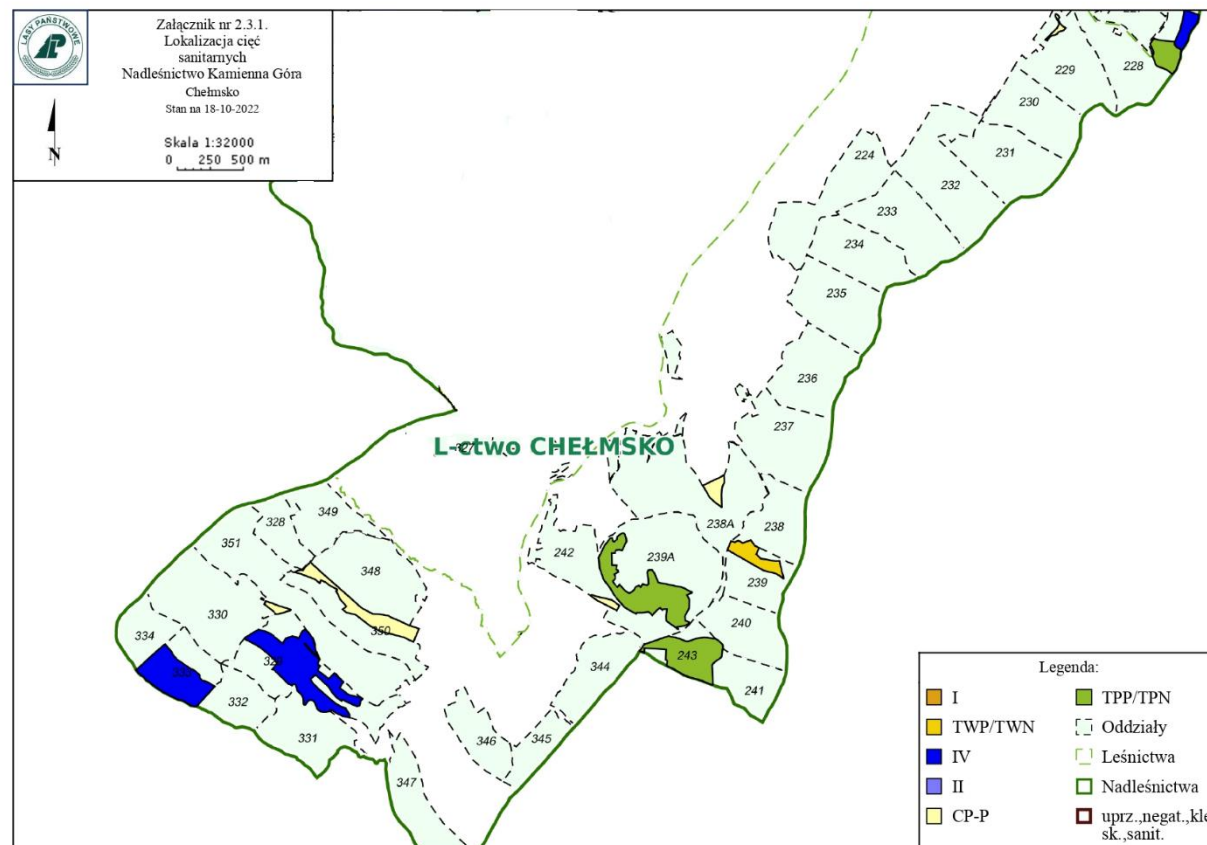 LASY PAŃSTWOWE
Załącznik nr 2.3.1.
Lokalizacja cięć
sanitarnych
Nadleśnictwo Kamienna Góra
Chełmsko
Stan na 18-10-2022
Skala 1:32000
0 250 500 m
N
228
229
230
231
224
232
233
234
235
236
237
327
L-ctwo CHEŁMSKO
349
328
351
238A
238
242
239A
239
348
330
350
240
334
243
344
241
332
331
346
345
347
Legenda:
I
TPP/TPN
TWP/TWN
Oddziały
IV
Leśnictwa
II
Nadleśnictwa
CP-P
uprz.,negat.,kle
sk.,sanit.